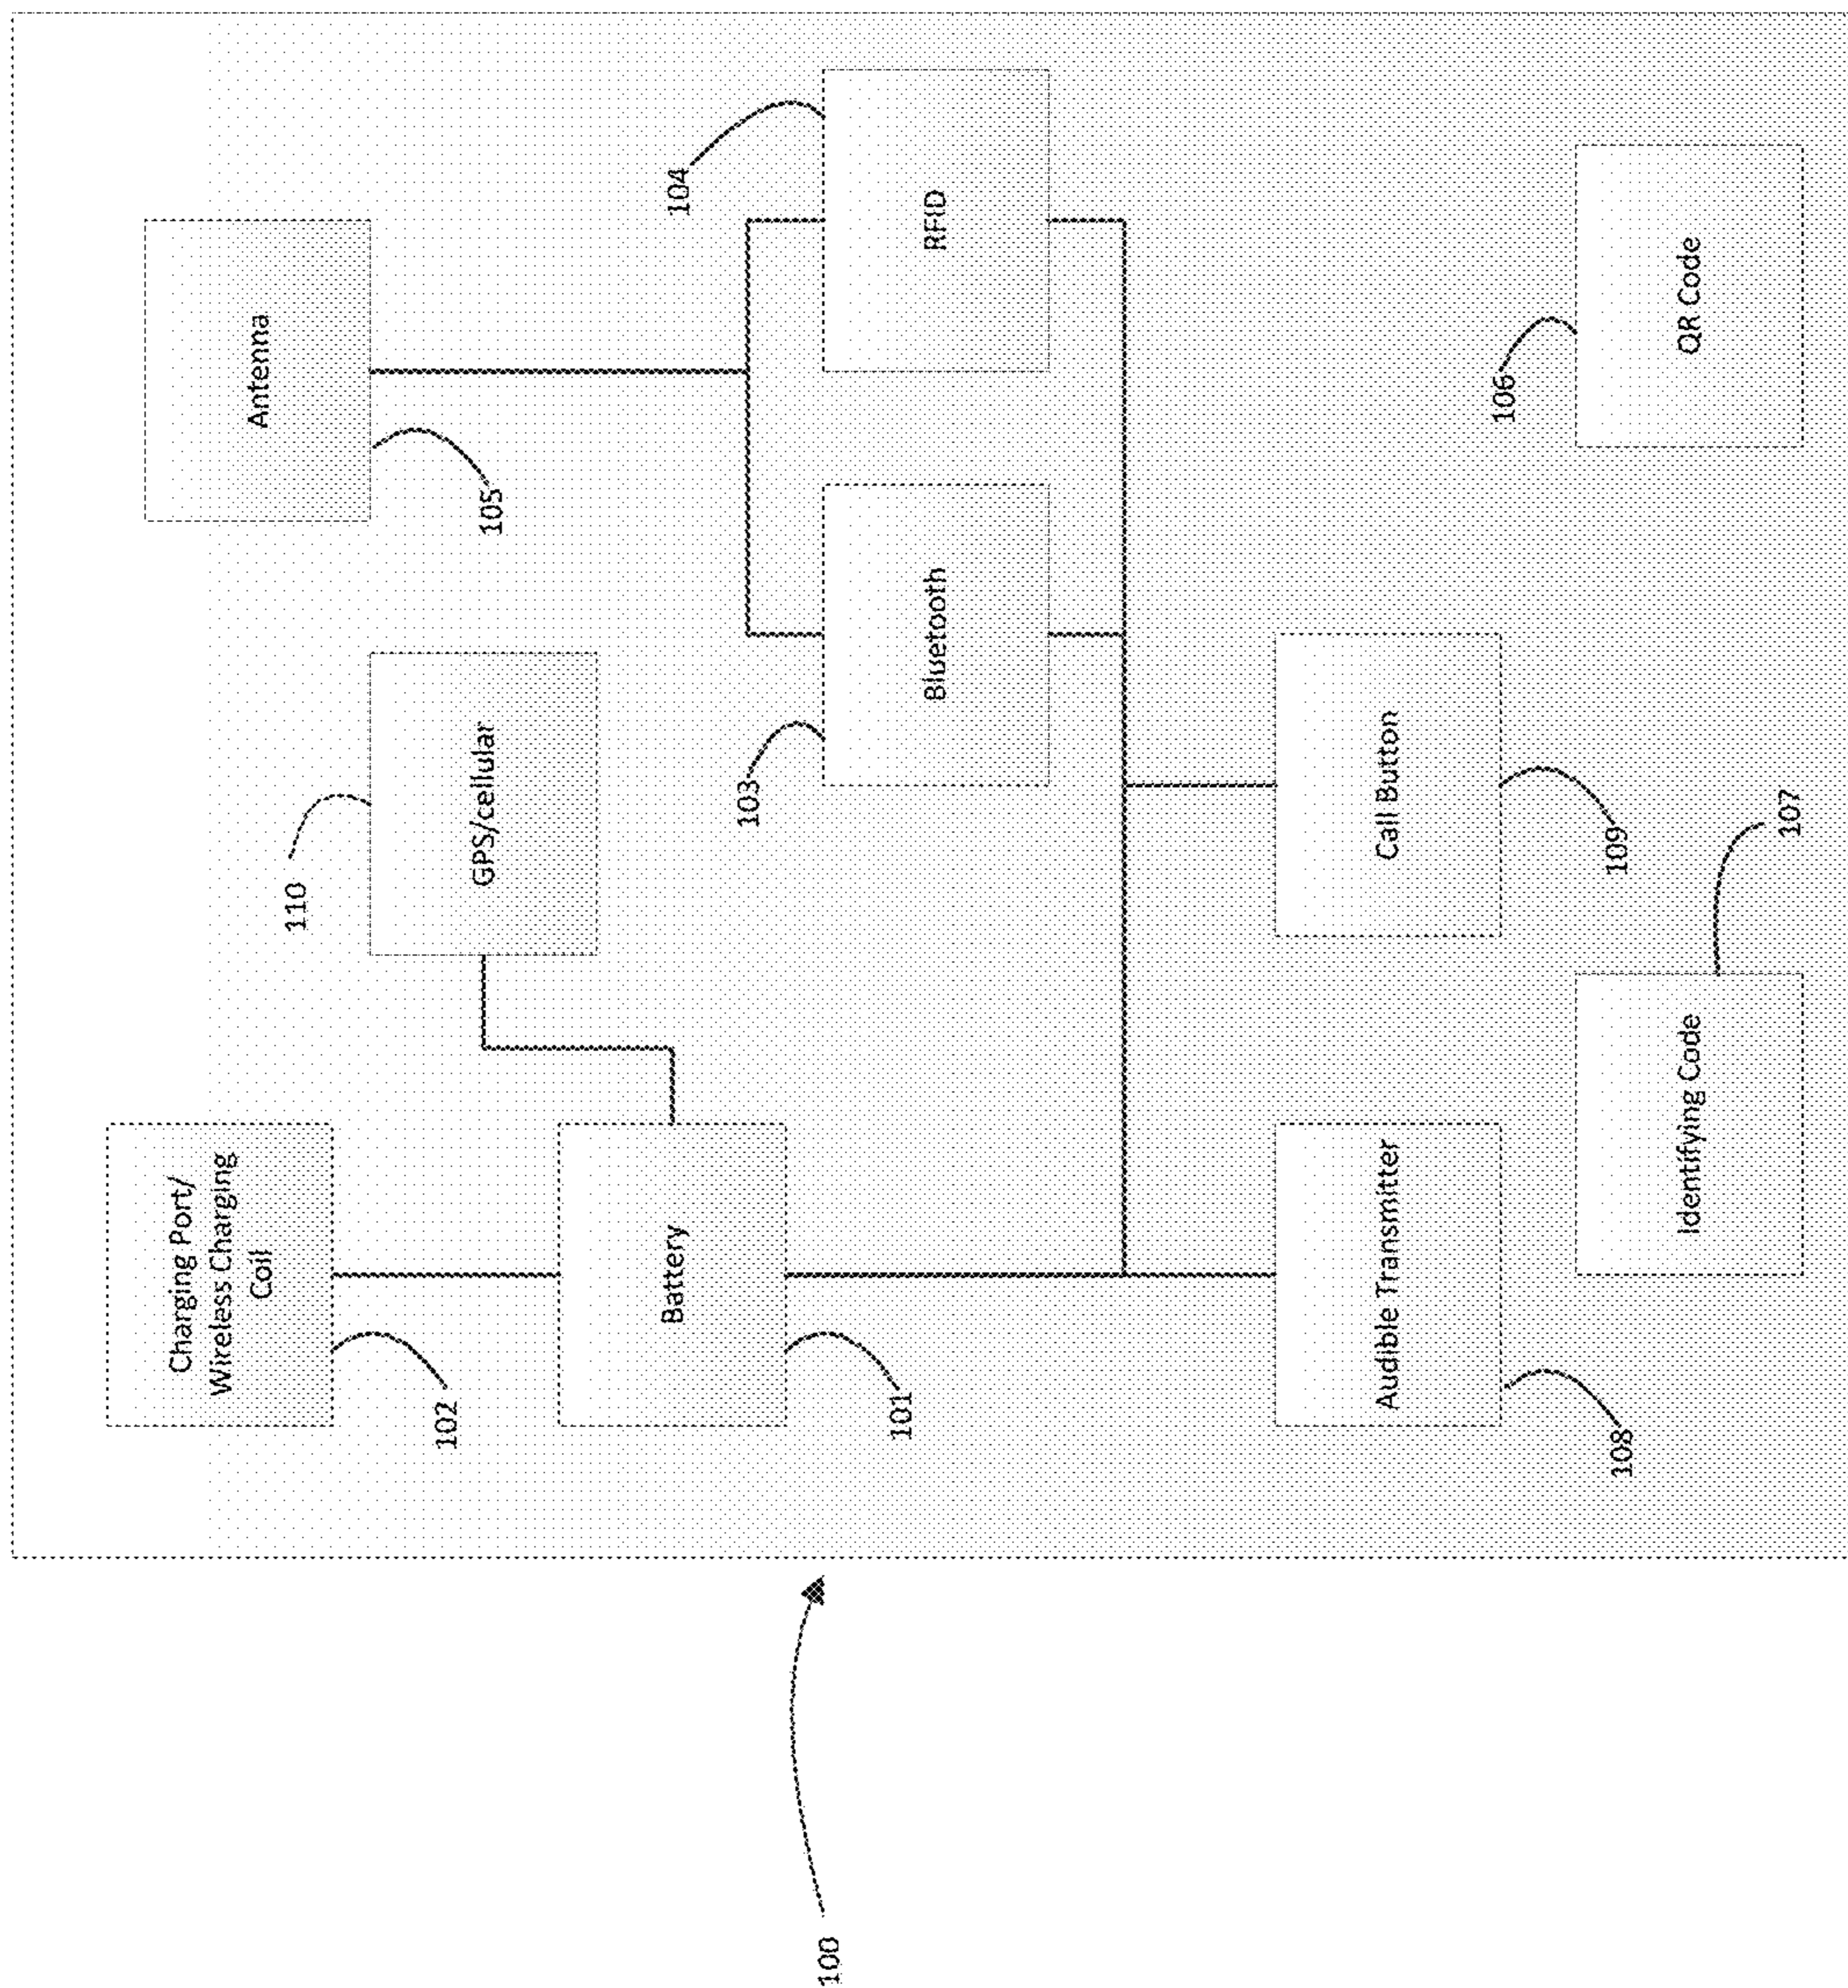 100
Charging Port/
Wireless Charging
Coil
102
Battery
101
Audible Transmitter
108
Identifying Code
107
110
GPS/cellular
103
Bluetooth
Call Button
109
Antenna
105
104
RFID
106
QR Code